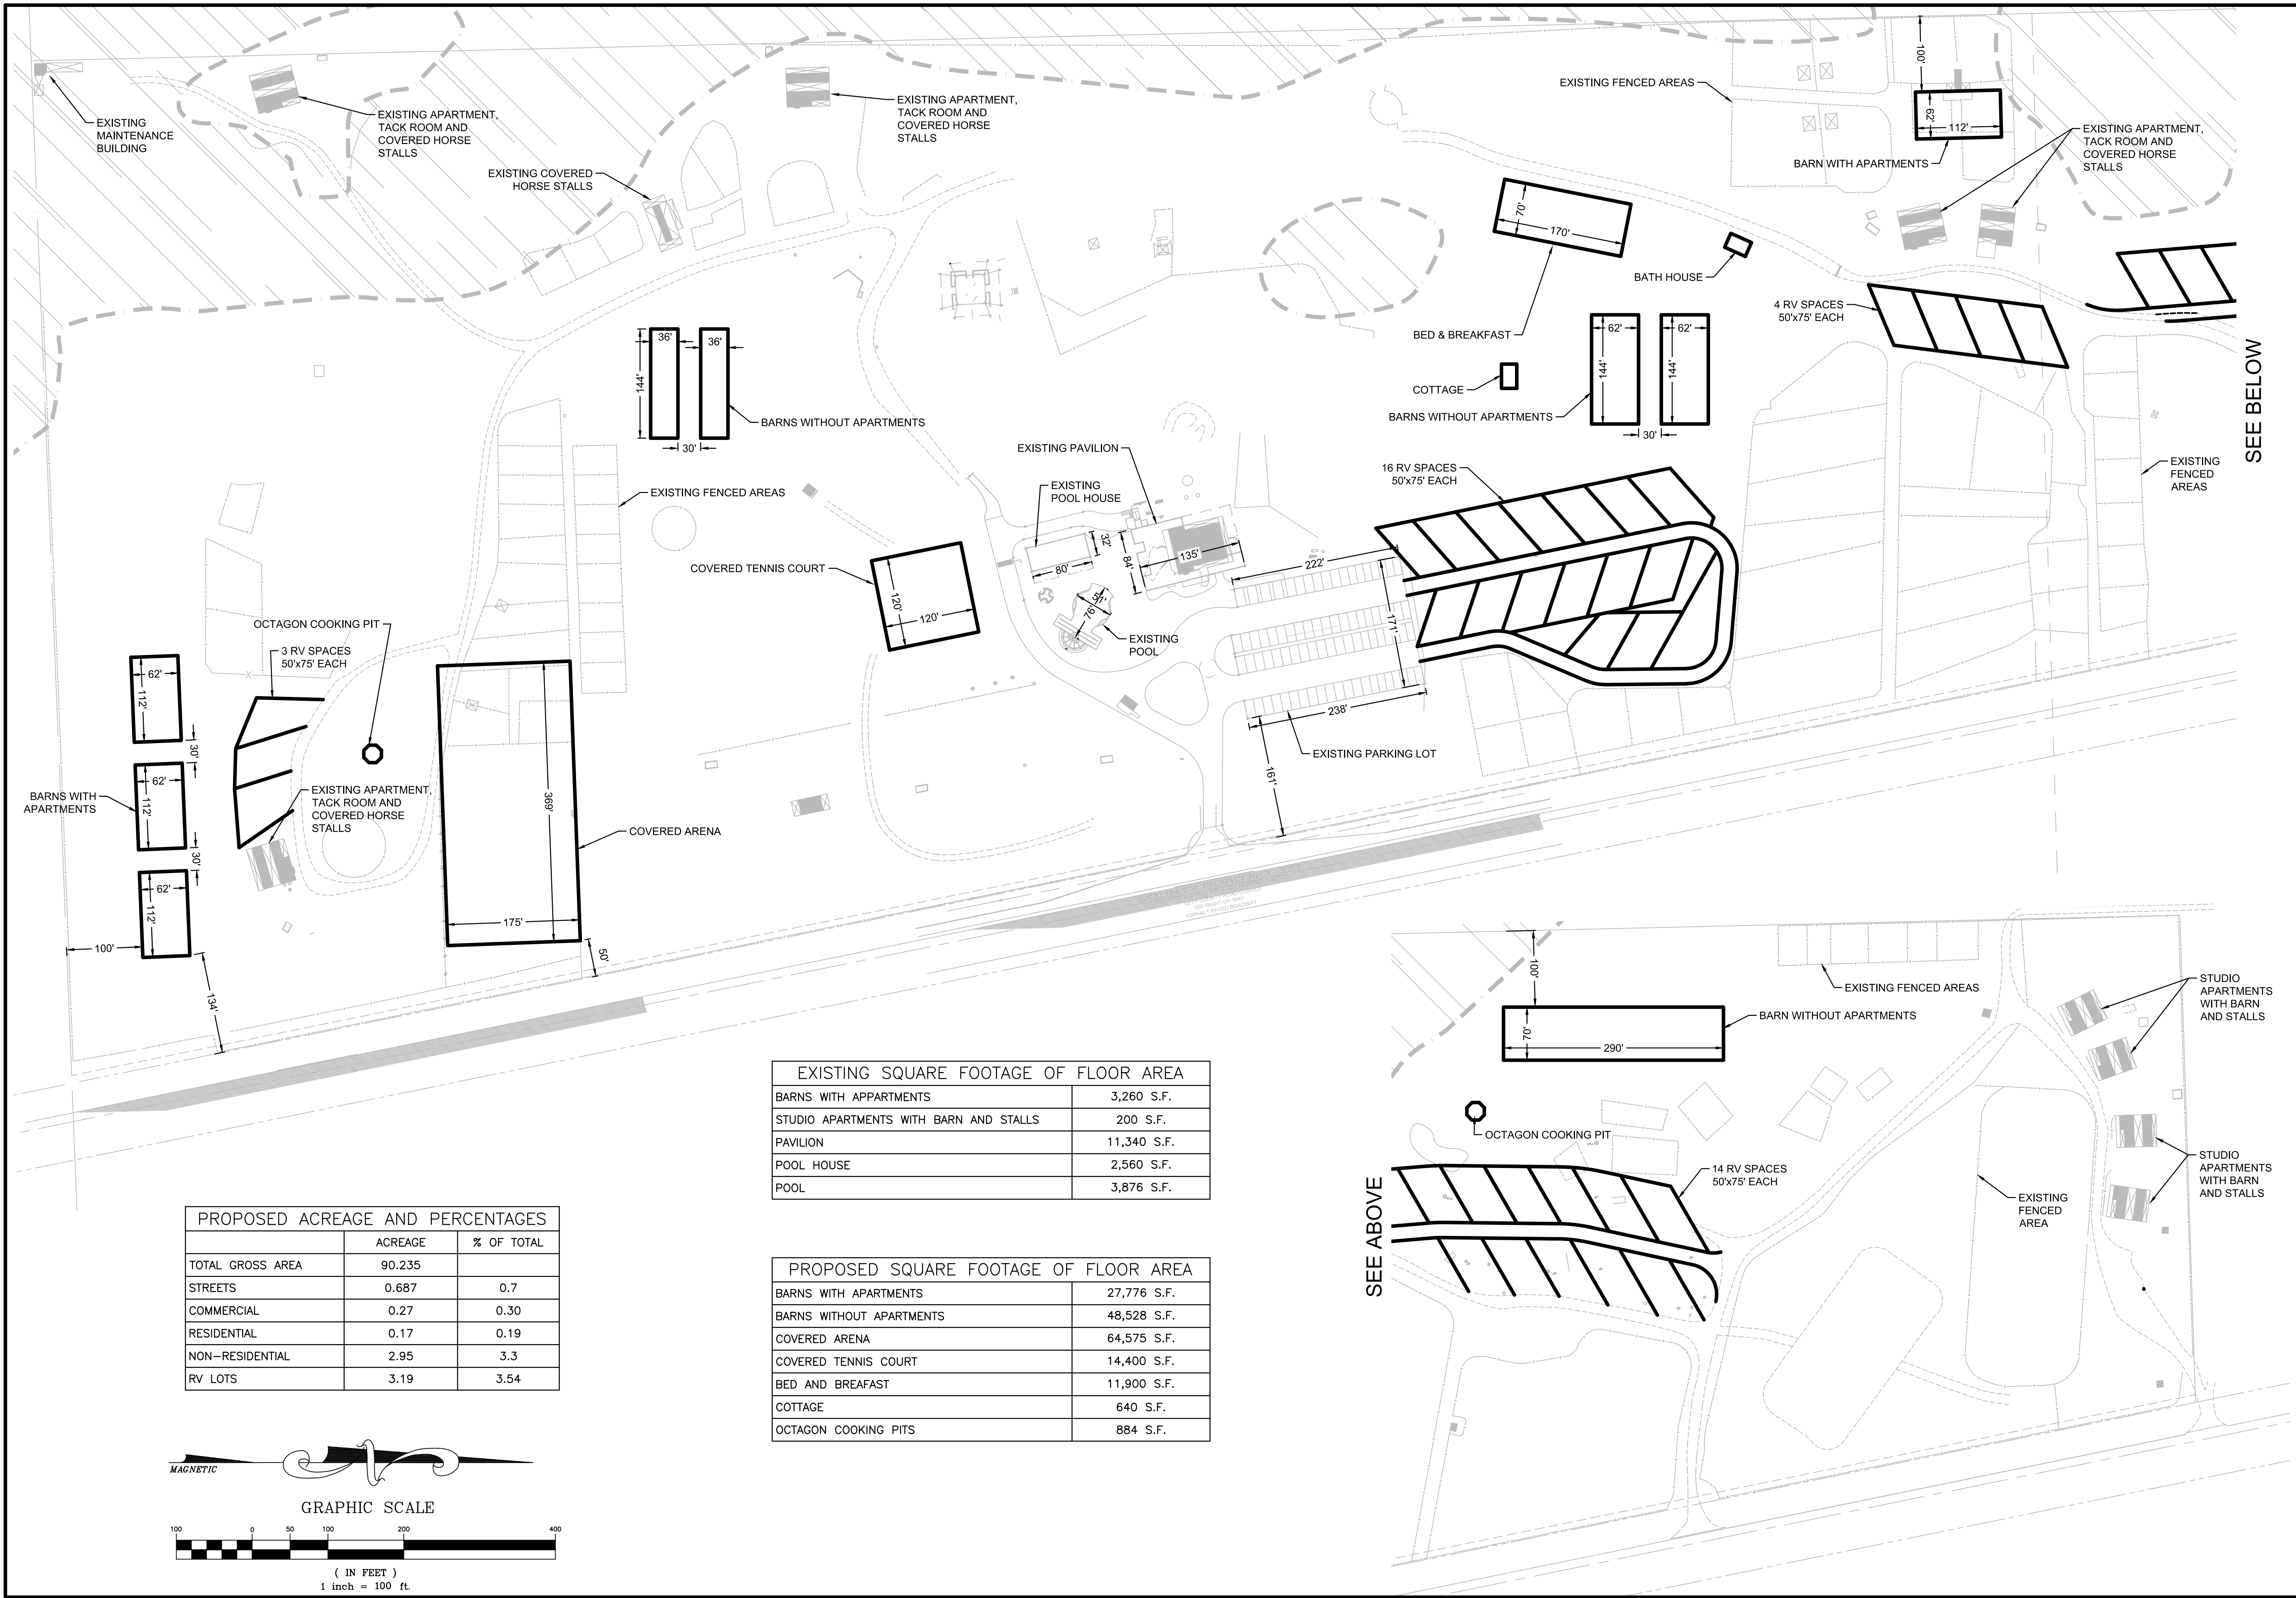 EXISTING
MAINTENANCE
BUILDING
EXISTING APARTMENT,
TACK ROOM AND
COVERED HORSE
STALLS
EXISTING COVERED
HORSE STALLS
EXISTING APARTMENT,
TACK ROOM AND
COVERED HORSE
STALLS
EXISTING FENCED AREAS
100'
62'
112'
BARN WITH APARTMENTS
EXISTING APARTMENT,
TACK ROOM AND
COVERED HORSE
STALLS
70'
170'
BED & BREAKFAST
BATH HOUSE
4 RV SPACES
50'x75' EACH
SEE BELOW
36'
36'
144'
30'
BARNS WITHOUT APARTMENTS
COTTAGE
62'
62'
144'
144'
30'
BARNS WITHOUT APARTMENTS
EXISTING
FENCED
AREAS
EXISTING FENCED AREAS
EXISTING PAVILION
EXISTING
POOL HOUSE
32'
80'
84'
135'
51'
76'
EXISTING
POOL
16 RV SPACES
50'x75' EACH
222'
171'
238'
161'
EXISTING PARKING LOT
COVERED TENNIS COURT
120'
120'
OCTAGON COOKING PIT
3 RV SPACES
50'x75' EACH
62'
112'
30'
62'
112'
30'
62'
112'
BARNS WITH
APARTMENTS
100'
134'
EXISTING APARTMENT,
TACK ROOM AND
COVERED HORSE
STALLS
369'
175'
COVERED ARENA
50'
100' RIGHT-OF-WAY
ASPHALT PAVED ROADWAY
100'
EXISTING FENCED AREAS
70'
290'
BARN WITHOUT APARTMENTS
STUDIO
APARTMENTS
WITH BARN
AND STALLS
OCTAGON COOKING PIT
14 RV SPACES
50'x75' EACH
SEE ABOVE
EXISTING
FENCED
AREA
STUDIO
APARTMENTS
WITH BARN
AND STALLS
EXISTING SQUARE FOOTAGE OF FLOOR AREA
BARNS WITH APPARTMENTS 3,260 S.F.
STUDIO APARTMENTS WITH BARN AND STALLS 200 S.F.
PAVILION 11,340 S.F.
POOL HOUSE 2,560 S.F.
POOL 3,876 S.F.
PROPOSED ACREAGE AND PERCENTAGES
ACREAGE % OF TOTAL
TOTAL GROSS AREA 90.235
STREETS 0.687 0.7
COMMERCIAL 0.27 0.30
RESIDENTIAL 0.17 0.19
NON-RESIDENTIAL 2.95 3.3
RV LOTS 3.19 3.54
PROPOSED SQUARE FOOTAGE OF FLOOR AREA
BARNS WITH APARTMENTS 27,776 S.F.
BARNS WITHOUT APARTMENTS 48,528 S.F.
COVERED ARENA 64,575 S.F.
COVERED TENNIS COURT 14,400 S.F.
BED AND BREAFAST 11,900 S.F.
COTTAGE 640 S.F.
OCTAGON COOKING PITS 884 S.F.
MAGNETIC
N
GRAPHIC SCALE
100 0 50 100 200 400
( IN FEET )
1 inch = 100 ft.